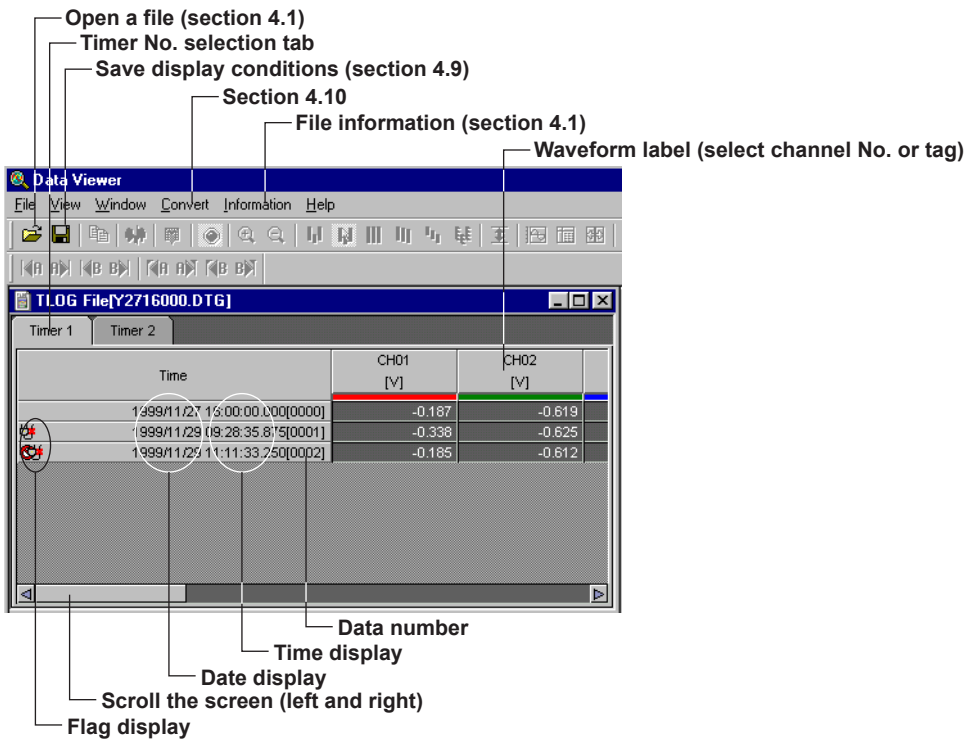 Open a file (section 4.1)
Timer No. selection tab
Save display conditions (section 4.9)
Section 4.10
File information (section 4.1)
Waveform label (select channel No. or tag)
Data Viewer
File View Window Convert Information Help
A A B B A A B B
TLOG File[Y2716000.DTG]
Timer 1 Timer 2
Time CH01 CH02
[V] [V]
1999/11/27 16:00:00.000[0000] -0.187 -0.619
1999/11/29 09:28:35.875[0001] -0.338 -0.625
1999/11/29 11:11:33.250[0002] -0.185 -0.612
Data number
Time display
Date display
Scroll the screen (left and right)
Flag display